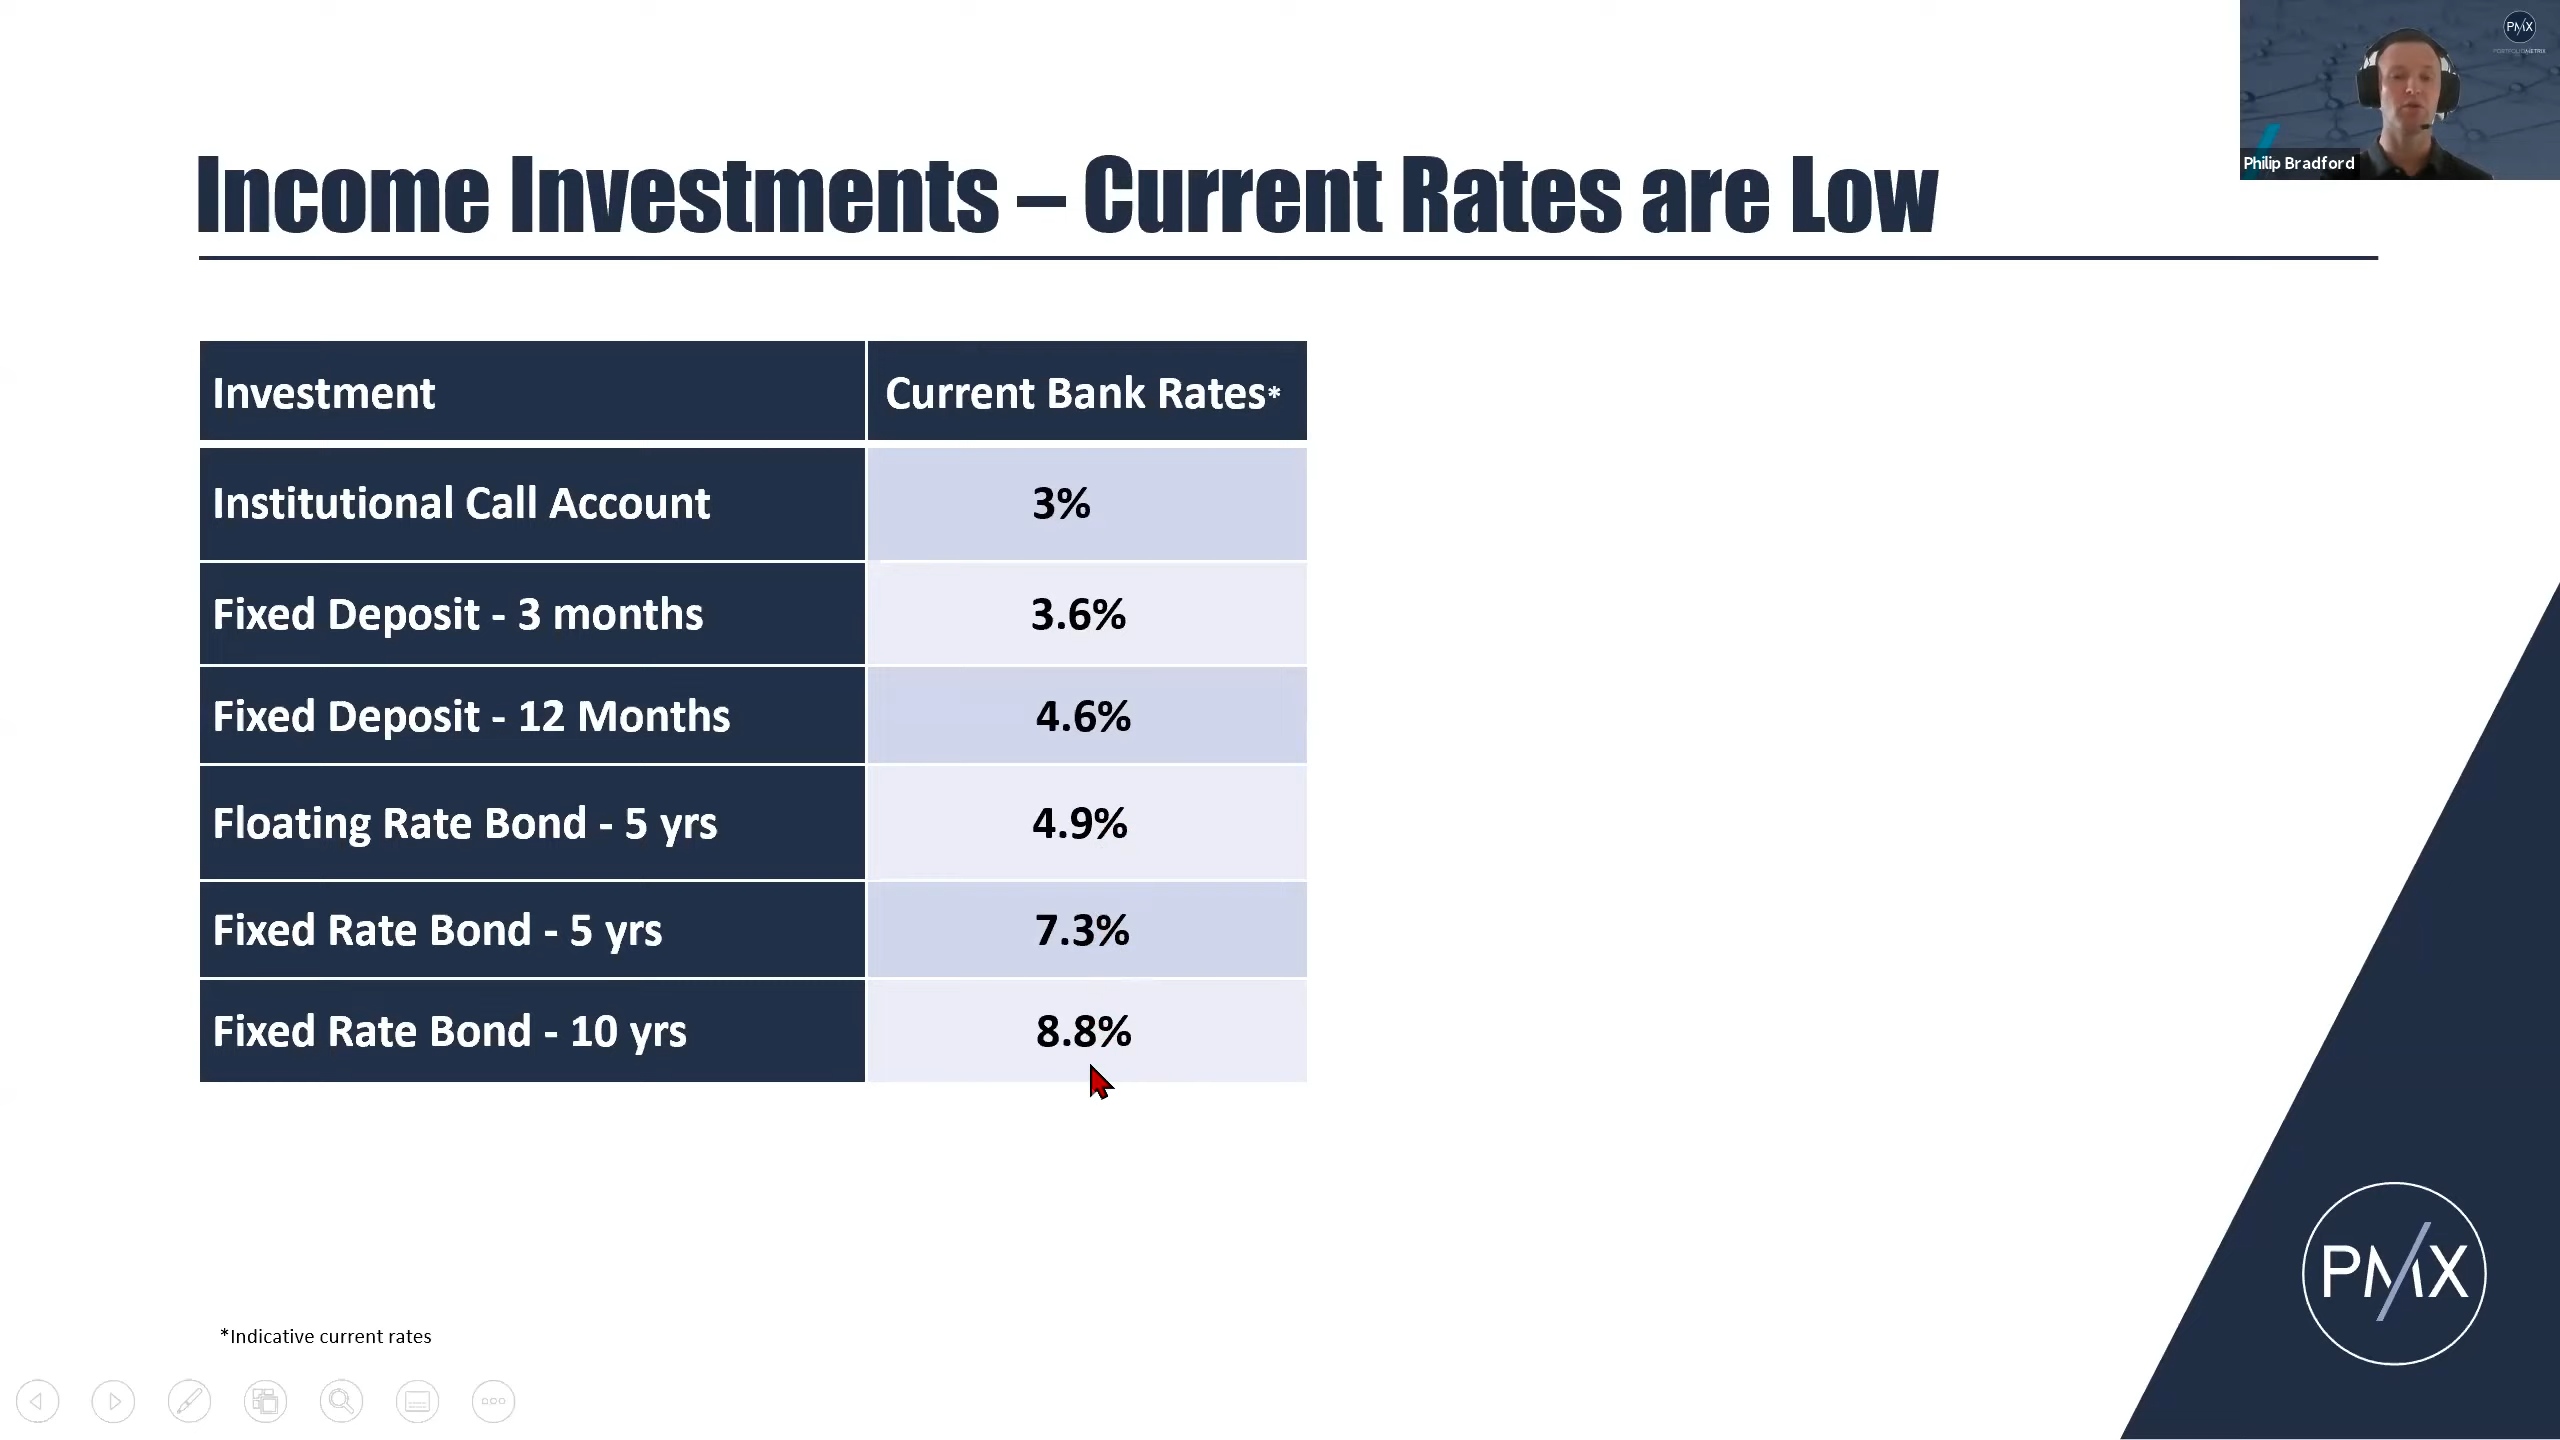 Income Investments – Current Rates are Low
PMX
Philip Bradford
Investment
Current Bank Rates*
Institutional Call Account
3%
Fixed Deposit - 3 months
3.6%
Fixed Deposit - 12 Months
4.6%
Floating Rate Bond - 5 yrs
4.9%
Fixed Rate Bond - 5 yrs
7.3%
Fixed Rate Bond - 10 yrs
8.8%
PMX
*Indicative current rates